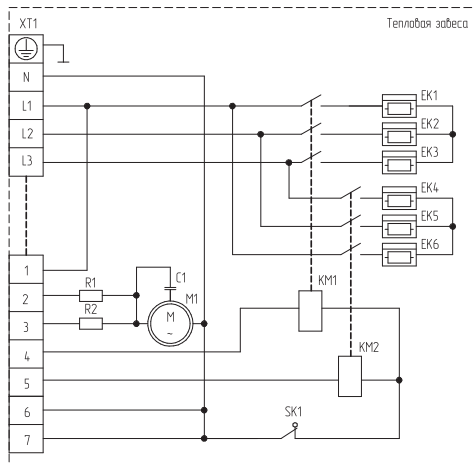 XT1 Тепловая завеса
N
L1 EK1
L2 EK2
L3 EK3
EK4
EK5
EK6
1
C1
2 R1 M1
3 R2 M ~
KM1
4
KM2
5
6 SK1
7